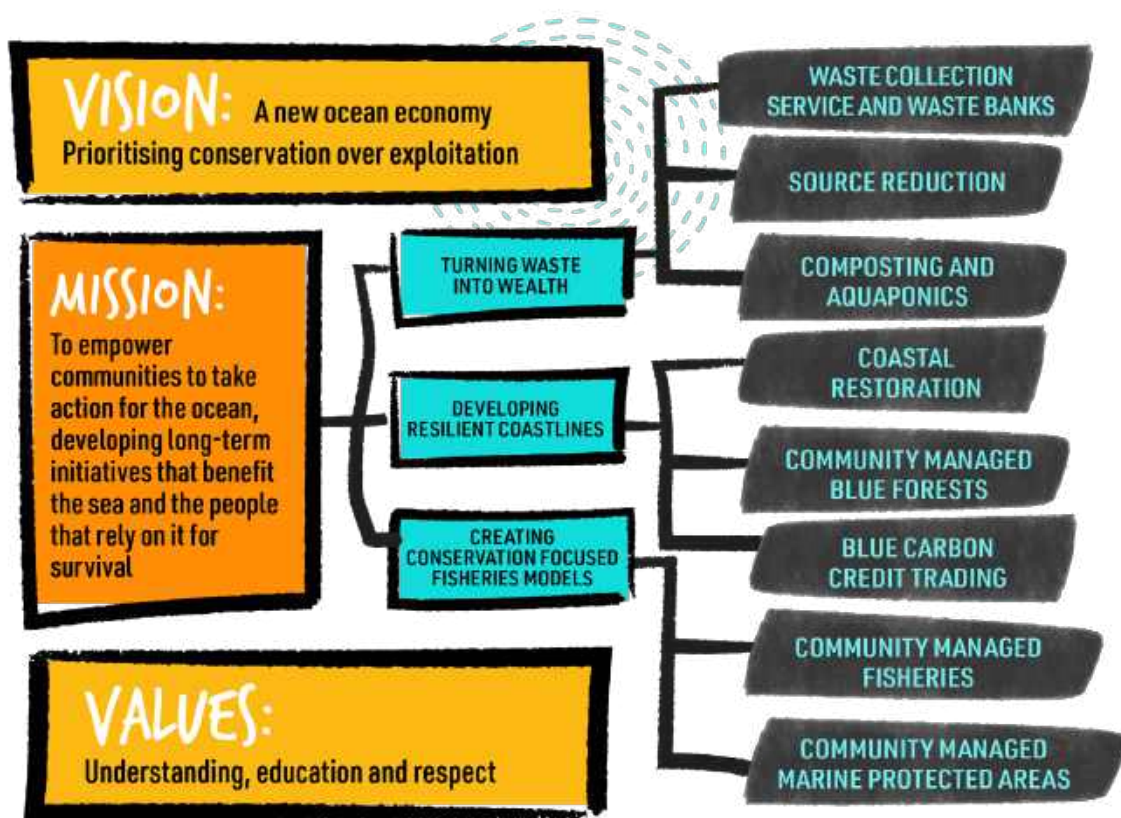 VISION: A new ocean economy
Prioritising conservation over exploitation
MISSION:
To empower
communities to take
action for the ocean,
developing long-term
initiatives that benefit
the sea and the people
that rely on it for
survival
VALUES:
Understanding, education and respect
TURNING WASTE
INTO WEALTH
DEVELOPING
RESILIENT COASTLINES
CREATING
CONSERVATION FOCUSED
FISHERIES MODELS
WASTE COLLECTION
SERVICE AND WASTE BANKS
SOURCE REDUCTION
COMPOSTING AND
AQUAPONICS
COASTAL
RESTORATION
COMMUNITY MANAGED
BLUE FORESTS
BLUE CARBON
CREDIT TRADING
COMMUNITY MANAGED
FISHERIES
COMMUNITY MANAGED
MARINE PROTECTED AREAS